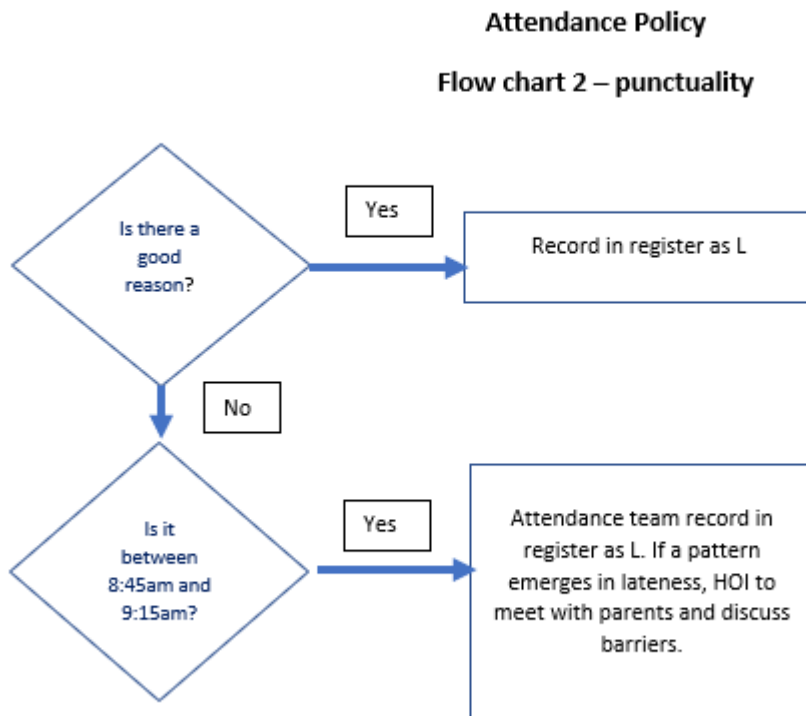 Attendance Policy
Flow chart 2 – punctuality
Is there a
good
reason?
Yes
Record in register as L
No
Is it
between
8:45am and
9:15am?
Yes
Attendance team record in
register as L. If a pattern
emerges in lateness, HOI to
meet with parents and discuss
barriers.